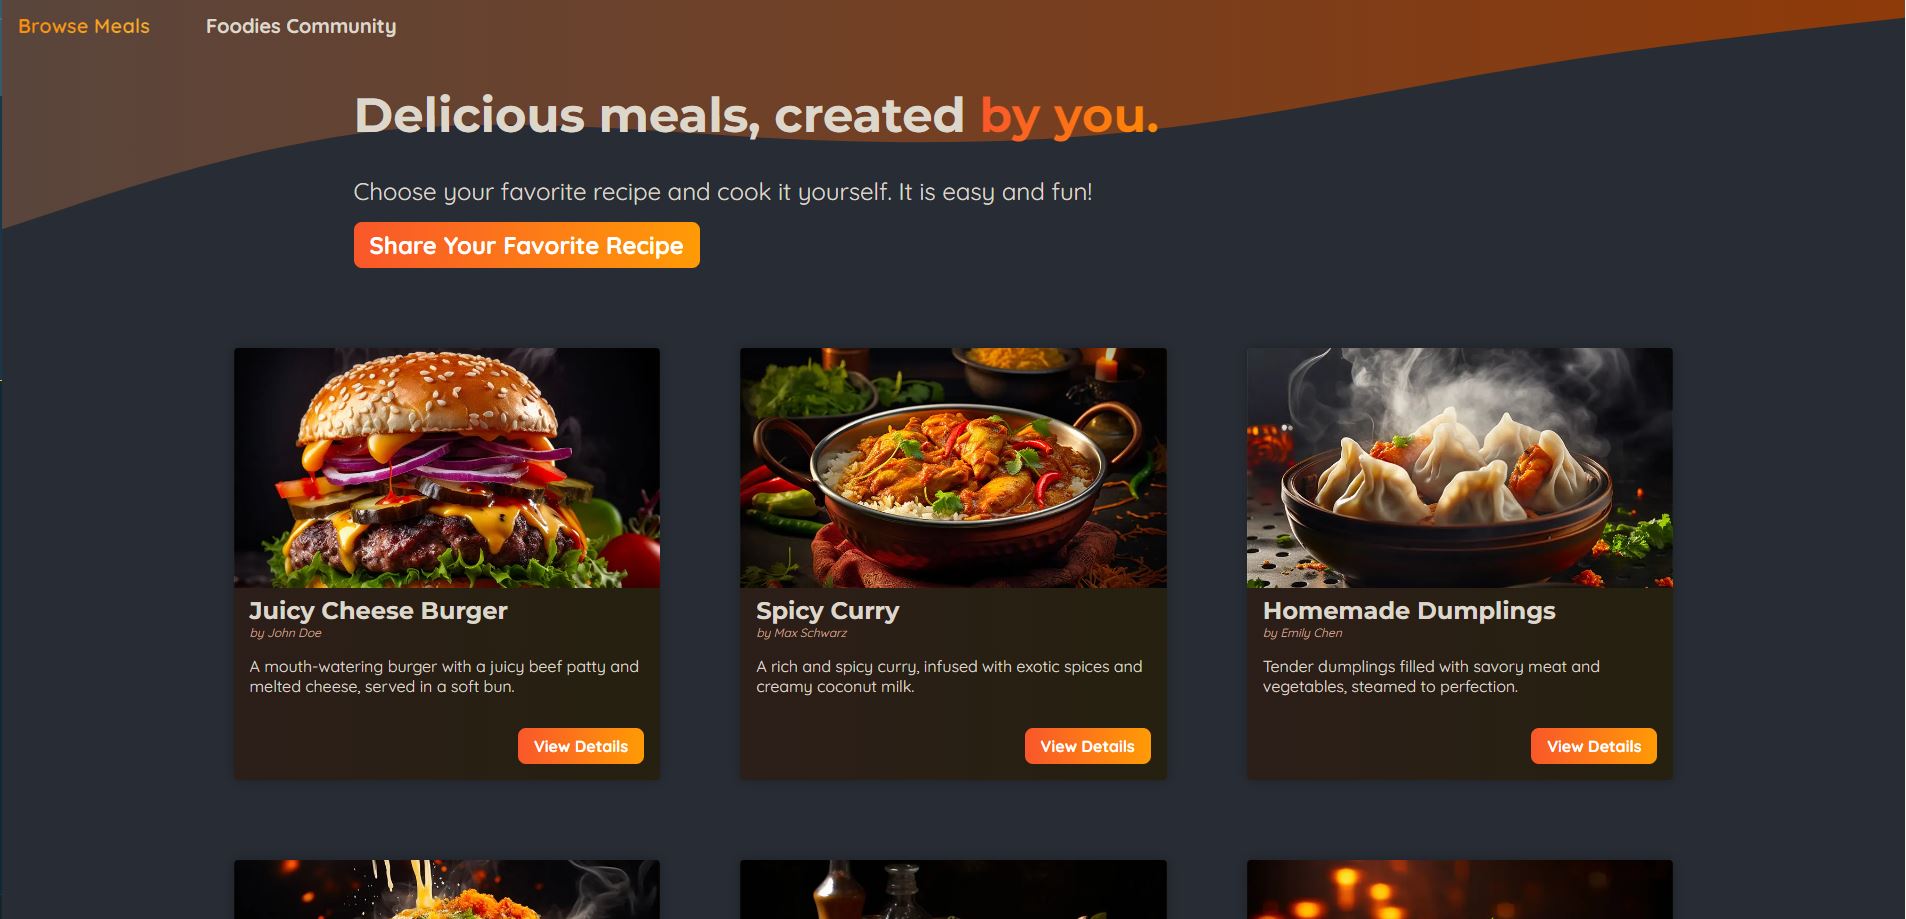 Browse Meals
Foodies Community
Delicious meals, created by you.
Choose your favorite recipe and cook it yourself. It is easy and fun!
Share Your Favorite Recipe
Juicy Cheese Burger
by John Doe
A mouth-watering burger with a juicy beef patty and
melted cheese, served in a soft bun.
View Details
Spicy Curry
by Max Schwarz
A rich and spicy curry, infused with exotic spices and
creamy coconut milk.
View Details
Homemade Dumplings
by Emily Chen
Tender dumplings filled with savory meat and
vegetables, steamed to perfection.
View Details